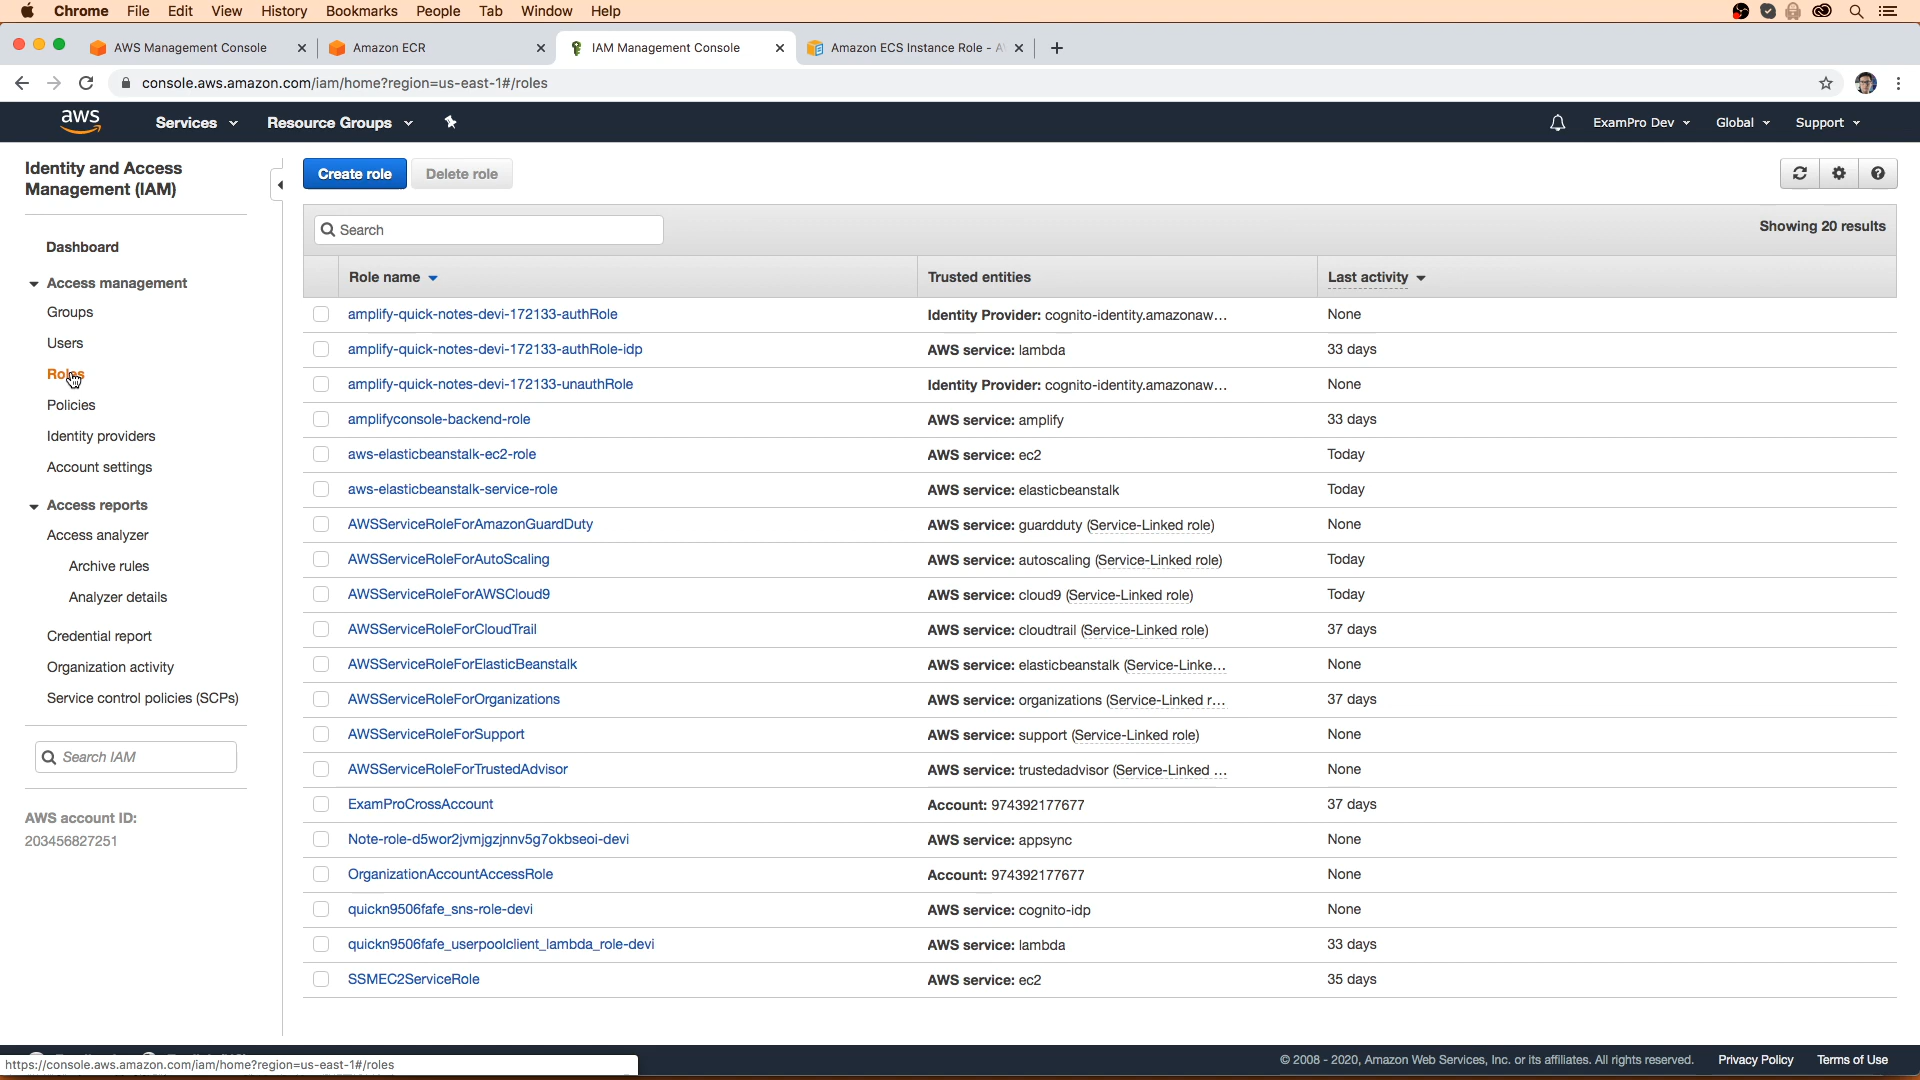 Chrome File Edit View History Bookmarks People Tab Window Help
AWS Management Console
Amazon ECR
IAM Management Console
Amazon ECS Instance Role - A
console.aws.amazon.com/iam/home?region=us-east-1#/roles
aws Services Resource Groups ExamPro Dev Global Support
Identity and Access
Management (IAM)
Dashboard
Access management
Groups
Users
Roles
Policies
Identity providers
Account settings
Access reports
Access analyzer
Archive rules
Analyzer details
Credential report
Organization activity
Service control policies (SCPs)
Search IAM
AWS account ID:
203456827251
Create role Delete role
Search Showing 20 results
Role name Trusted entities Last activity
amplify-quick-notes-devi-172133-authRole Identity Provider: cognito-identity.amazonaw... None
amplify-quick-notes-devi-172133-authRole-idp AWS service: lambda 33 days
amplify-quick-notes-devi-172133-unauthRole Identity Provider: cognito-identity.amazonaw... None
amplifyconsole-backend-role AWS service: amplify 33 days
aws-elasticbeanstalk-ec2-role AWS service: ec2 Today
aws-elasticbeanstalk-service-role AWS service: elasticbeanstalk Today
AWSServiceRoleForAmazonGuardDuty AWS service: guardduty (Service-Linked role) None
AWSServiceRoleForAutoScaling AWS service: autoscaling (Service-Linked role) Today
AWSServiceRoleForAWSCloud9 AWS service: cloud9 (Service-Linked role) Today
AWSServiceRoleForCloudTrail AWS service: cloudtrail (Service-Linked role) 37 days
AWSServiceRoleForElasticBeanstalk AWS service: elasticbeanstalk (Service-Linke... None
AWSServiceRoleForOrganizations AWS service: organizations (Service-Linked r... 37 days
AWSServiceRoleForSupport AWS service: support (Service-Linked role) None
AWSServiceRoleForTrustedAdvisor AWS service: trustedadvisor (Service-Linked ... None
ExamProCrossAccount Account: 974392177677 37 days
Note-role-d5wor2jvmjgzjnnv5g7okbseoi-devi AWS service: appsync None
OrganizationAccountAccessRole Account: 974392177677 None
quickn9506fafe_sns-role-devi AWS service: cognito-idp None
quickn9506fafe_userpoolclient_lambda_role-devi AWS service: lambda 33 days
SSMEC2ServiceRole AWS service: ec2 35 days
https://console.aws.amazon.com/iam/home?region=us-east-1#/roles
© 2008 - 2020, Amazon Web Services, Inc. or its affiliates. All rights reserved. Privacy Policy Terms of Use